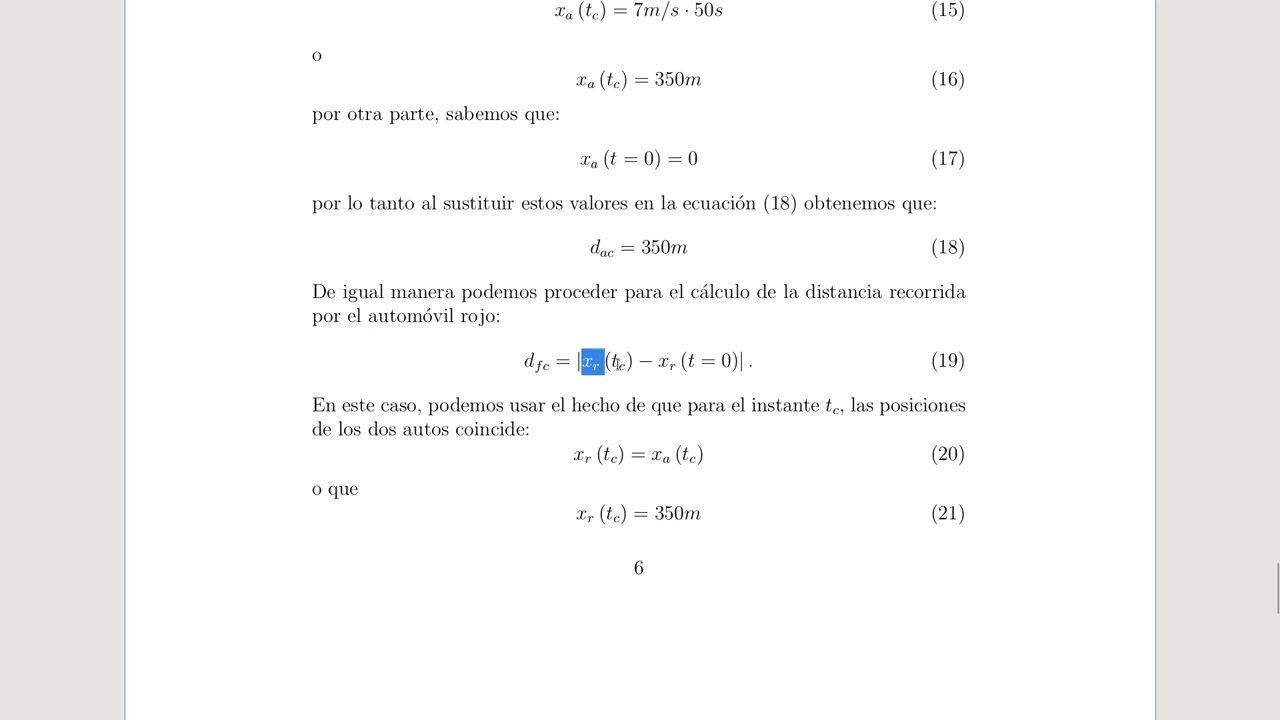 x_a (t_c) = 7m/s · 50s (15)
o
x_a (t_c) = 350m (16)
por otra parte, sabemos que:
x_a (t = 0) = 0 (17)
por lo tanto al sustituir estos valores en la ecuación (18) obtenemos que:
d_{ac} = 350m (18)
De igual manera podemos proceder para el cálculo de la distancia recorrida
por el automóvil rojo:
d_{fc} = |x_r (t_c) − x_r (t = 0)| . (19)
En este caso, podemos usar el hecho de que para el instante t_c, las posiciones
de los dos autos coincide:
x_r (t_c) = x_a (t_c) (20)
o que
x_r (t_c) = 350m (21)
6